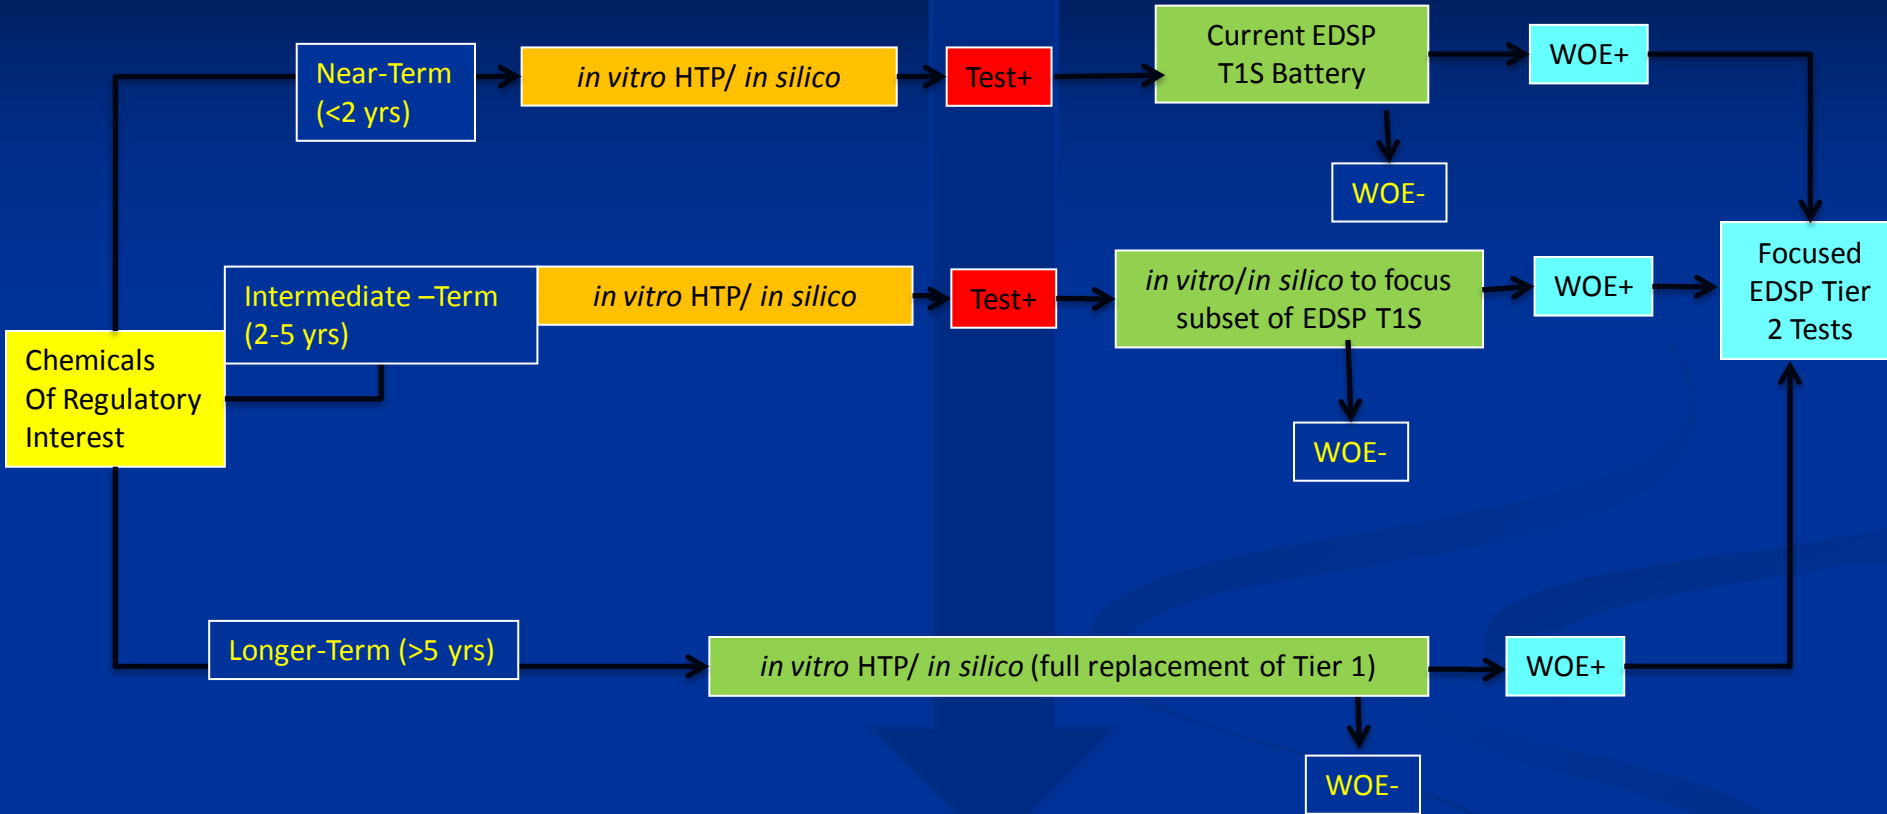 Near-Term
(<2 yrs)
in vitro HTP/ in silico
Test+
Current EDSP
T1S Battery
WOE+
WOE-
Intermediate –Term
(2-5 yrs)
in vitro HTP/ in silico
Test+
in vitro/in silico to focus
subset of EDSP T1S
WOE+
Focused
EDSP Tier
2 Tests
Chemicals
Of Regulatory
Interest
WOE-
Longer-Term (>5 yrs)
in vitro HTP/ in silico (full replacement of Tier 1)
WOE+
WOE-